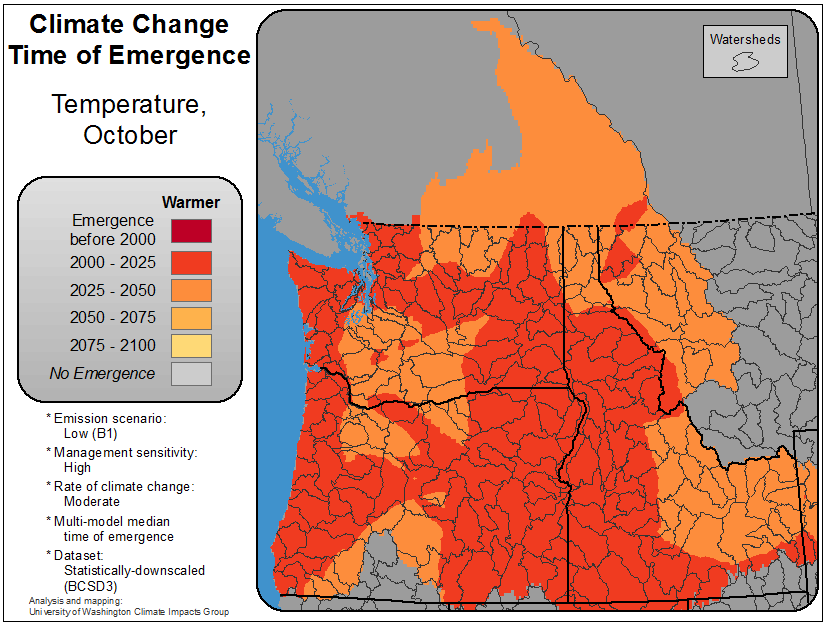 Climate Change
Time of Emergence
Temperature,
October
Warmer
Emergence
before 2000
2000 - 2025
2025 - 2050
2050 - 2075
2075 - 2100
No Emergence
* Emission scenario:
Low (B1)
* Management sensitivity:
High
* Rate of climate change:
Moderate
* Multi-model median
time of emergence
* Dataset:
Statistically-downscaled
(BCSD3)
Analysis and mapping:
University of Washington Climate Impacts Group
Watersheds